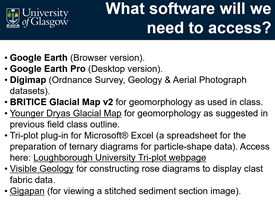 University
of Glasgow
What software will we
need to access?
• Google Earth (Browser version).
• Google Earth Pro (Desktop version).
• Digimap (Ordnance Survey, Geology & Aerial Photograph
datasets).
• BRITICE Glacial Map v2 for geomorphology as used in class.
• Younger Dryas Glacial Map for geomorphology as suggested in
previous field class outline.
• Tri-plot plug-in for Microsoft® Excel (a spreadsheet for the
preparation of ternary diagrams for particle-shape data). Access
here: Loughborough University Tri-plot webpage
• Visible Geology for constructing rose diagrams to display clast
fabric data.
• Gigapan (for viewing a stitched sediment section image).